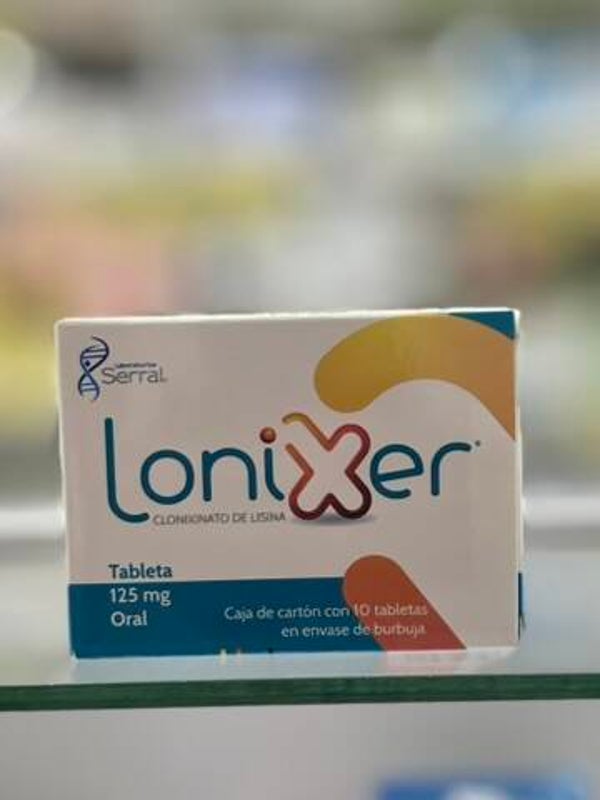 Laboratorios
Serral
Lonixer
CLONIXINATO DE LISINA
Tableta
125 mg
Oral
Caja de cartón con 10 tabletas
en envase de burbuja